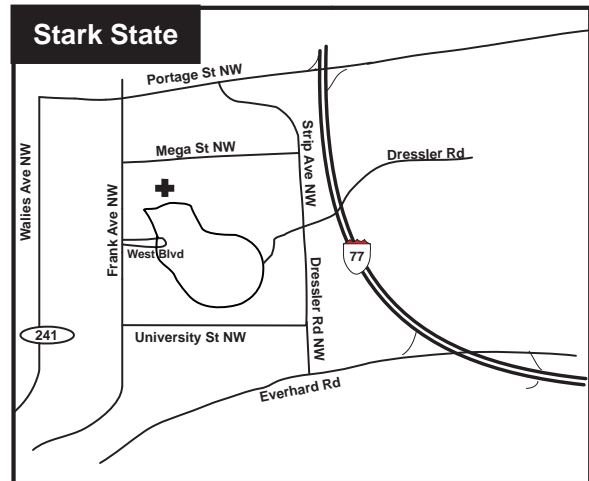 Stark State
Portage St NW
Mega St NW
Strip Ave NW
Dressler Rd
Walies Ave NW
Frank Ave NW
West Blvd
77
Dressler Rd NW
241
University St NW
Everhard Rd